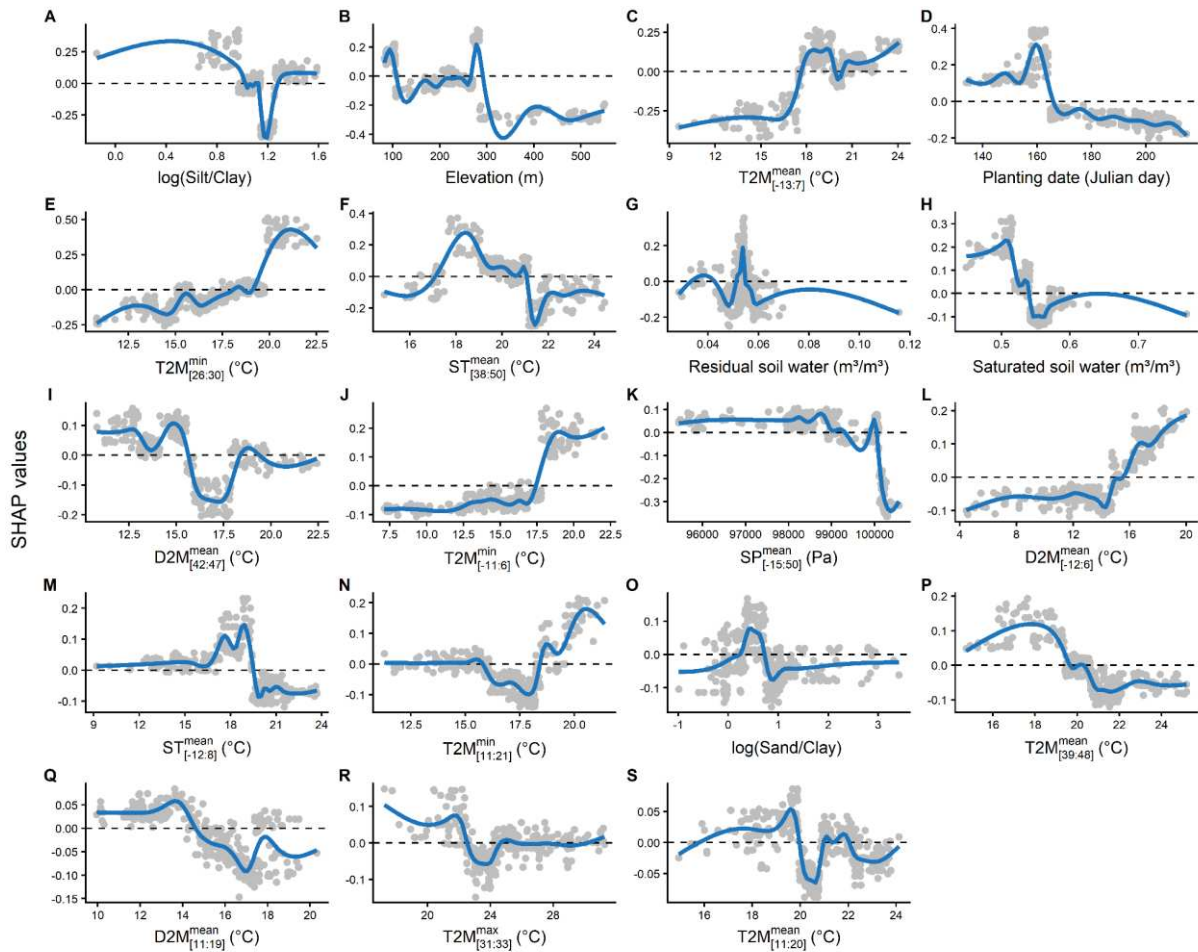 SHAP values
A
0.25
0.00
-0.25
0.0 0.4 0.8 1.2 1.6
log(Silt/Clay)
B
0.4
0.2
0.0
-0.2
-0.4
100 200 300 400 500
Elevation (m)
C
0.25
0.00
-0.25
9 12 15 18 21 24
T2M mean [-13:7] (°C)
D
0.4
0.2
0.0
-0.2
140 160 180 200
Planting date (Julian day)
E
0.50
0.25
0.00
-0.25
12.5 15.0 17.5 20.0 22.5
T2M min [26:30] (°C)
F
0.4
0.2
0.0
-0.2
16 18 20 22 24
ST mean [38:50] (°C)
G
0.2
0.0
-0.2
0.04 0.06 0.08 0.10 0.12
Residual soil water (m³/m³)
H
0.3
0.2
0.1
0.0
-0.1
0.5 0.6 0.7
Saturated soil water (m³/m³)
I
0.1
0.0
-0.1
-0.2
12.5 15.0 17.5 20.0 22.5
D2M mean [42:47] (°C)
J
0.3
0.2
0.1
0.0
-0.1
7.5 10.0 12.5 15.0 17.5 20.0 22.5
T2M min [-11:6] (°C)
K
0.1
0.0
-0.1
-0.2
-0.3
96000 97000 98000 99000 100000
SP mean [-15:50] (Pa)
L
0.2
0.1
0.0
-0.1
4 8 12 16 20
D2M mean [-12:6] (°C)
M
0.2
0.1
0.0
-0.1
9 12 15 18 21 24
ST mean [-12:8] (°C)
N
0.2
0.1
0.0
-0.1
12.5 15.0 17.5 20.0
T2M min [11:21] (°C)
O
0.1
0.0
-0.1
-1 0 1 2 3
log(Sand/Clay)
P
0.2
0.1
0.0
-0.1
16 18 20 22 24
T2M mean [39:48] (°C)
Q
0.05
0.00
-0.05
-0.10
-0.15
10 12 14 16 18 20
D2M mean [11:19] (°C)
R
0.1
0.0
-0.1
20 22 24 26 28 30
T2M max [31:33] (°C)
S
0.05
0.00
-0.05
16 18 20 22 24
T2M mean [11:20] (°C)